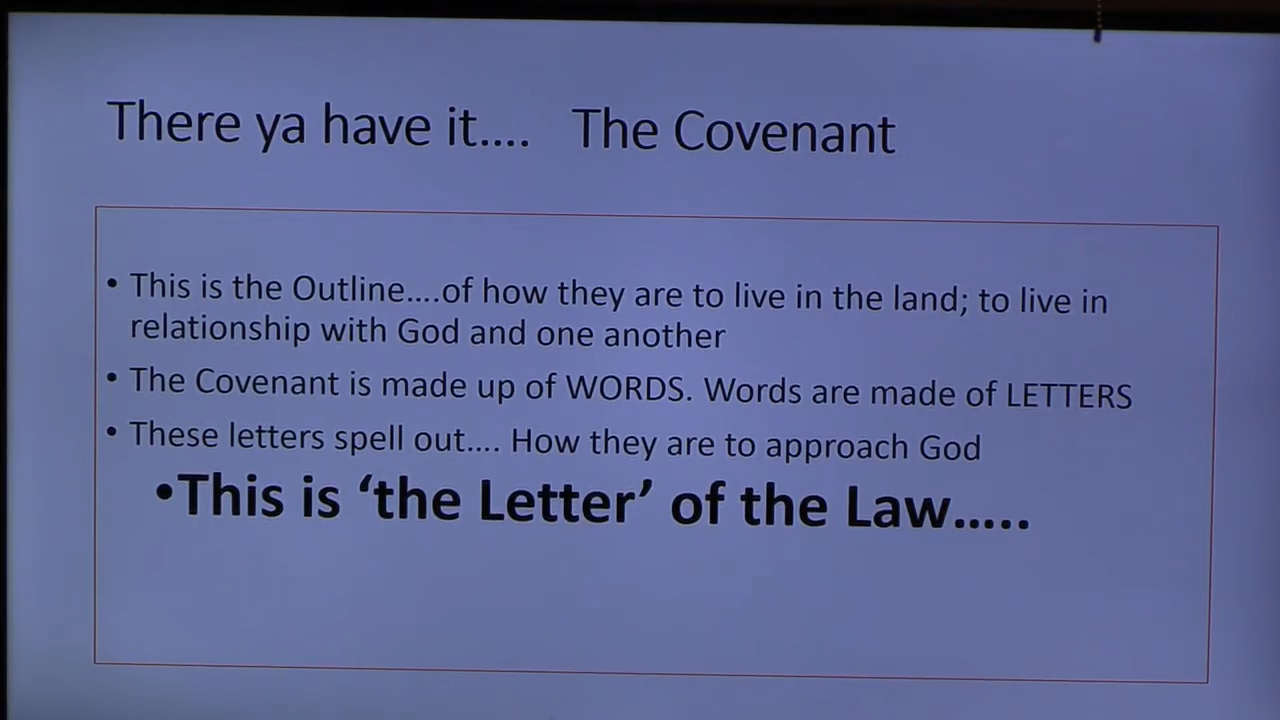 There ya have it.... The Covenant
• This is the Outline....of how they are to live in the land; to live in
relationship with God and one another
• The Covenant is made up of WORDS. Words are made of LETTERS
• These letters spell out.... How they are to approach God
•This is ‘the Letter’ of the Law.....